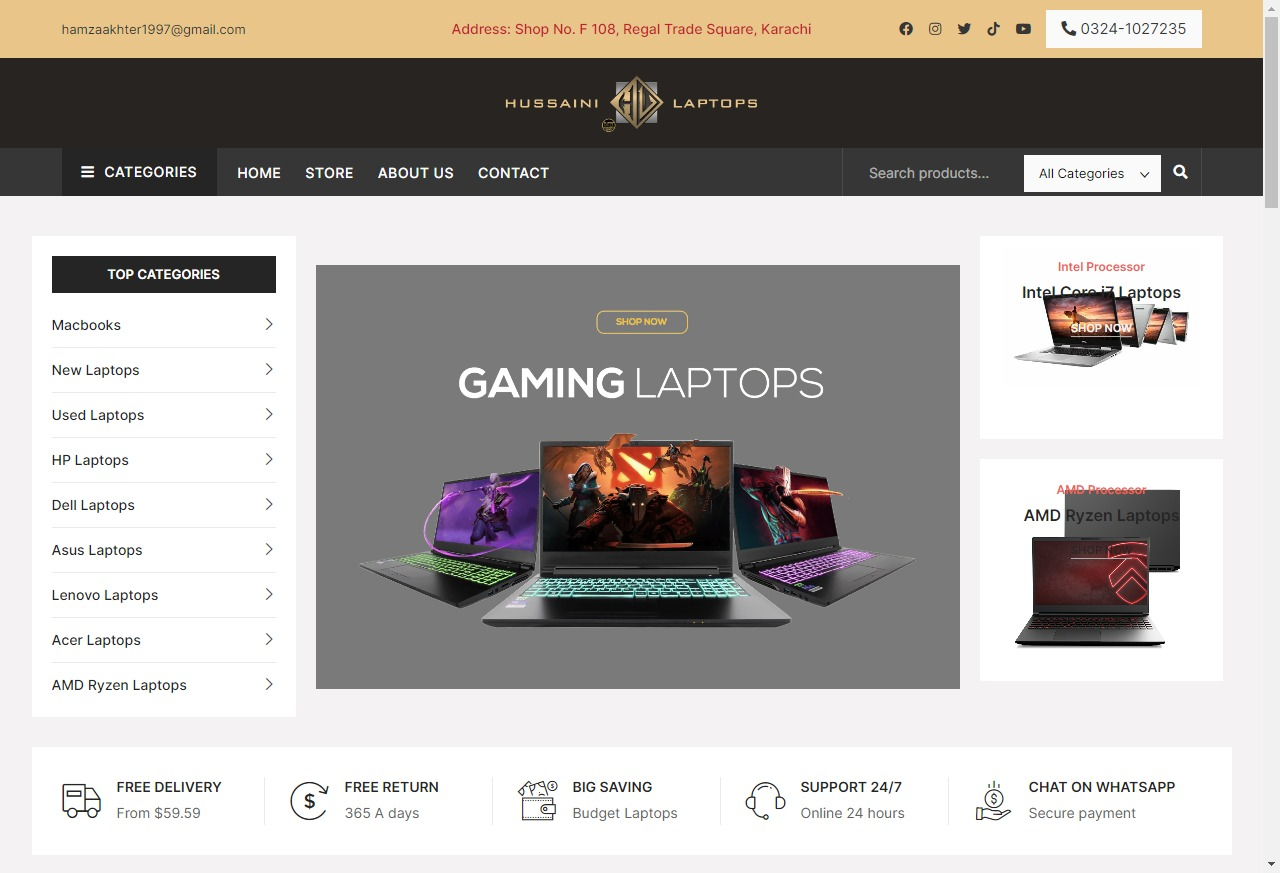 hamzaakhter1997@gmail.com
Address: Shop No. F 108, Regal Trade Square, Karachi
0324-1027235
HUSSAINI LAPTOPS
CATEGORIES
HOME
STORE
ABOUT US
CONTACT
Search products...
All Categories
TOP CATEGORIES
Macbooks
New Laptops
Used Laptops
HP Laptops
Dell Laptops
Asus Laptops
Lenovo Laptops
Acer Laptops
AMD Ryzen Laptops
SHOP NOW
GAMING LAPTOPS
Intel Processor
Intel Core i7 Laptops
SHOP NOW
AMD Processor
AMD Ryzen Laptops
SHOP NOW
FREE DELIVERY
From $59.59
FREE RETURN
365 A days
BIG SAVING
Budget Laptops
SUPPORT 24/7
Online 24 hours
CHAT ON WHATSAPP
Secure payment